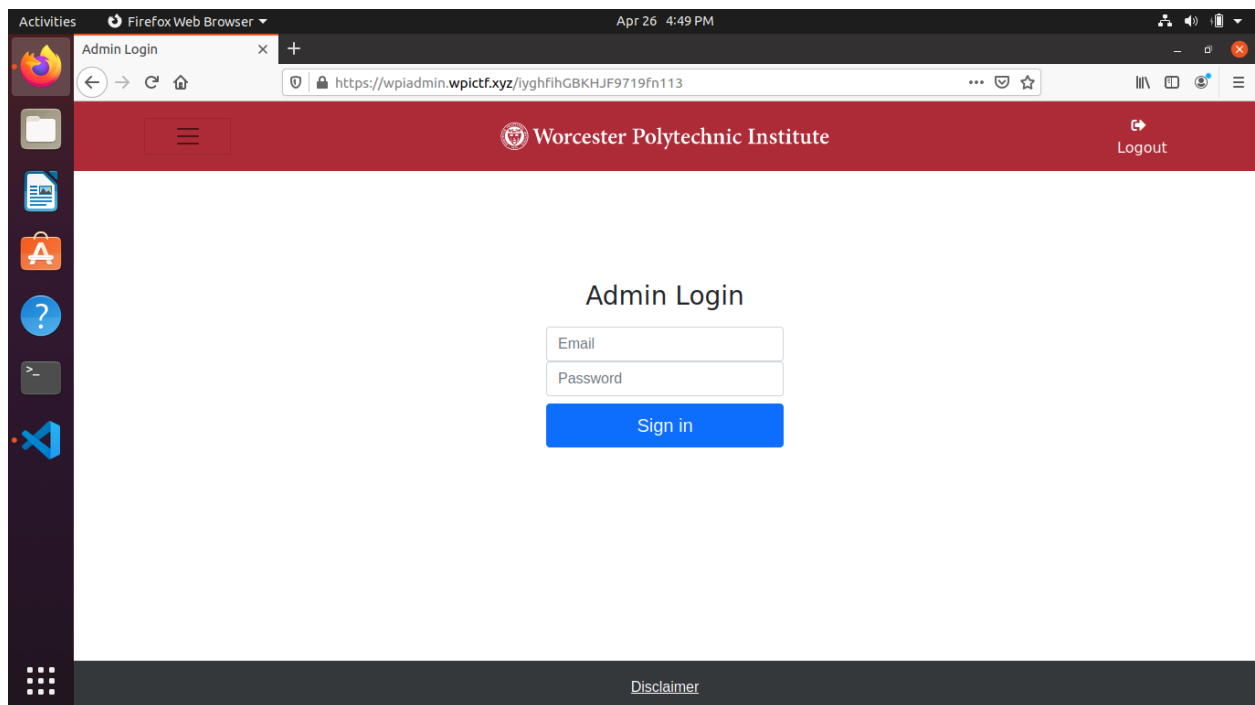 Activities Firefox Web Browser Apr 26 4:49 PM
Admin Login
https://wpiadmin.wpictf.xyz/iyghfihGBKHJF9719fn113
Worcester Polytechnic Institute
Logout
Admin Login
Email
Password
Sign in
Disclaimer